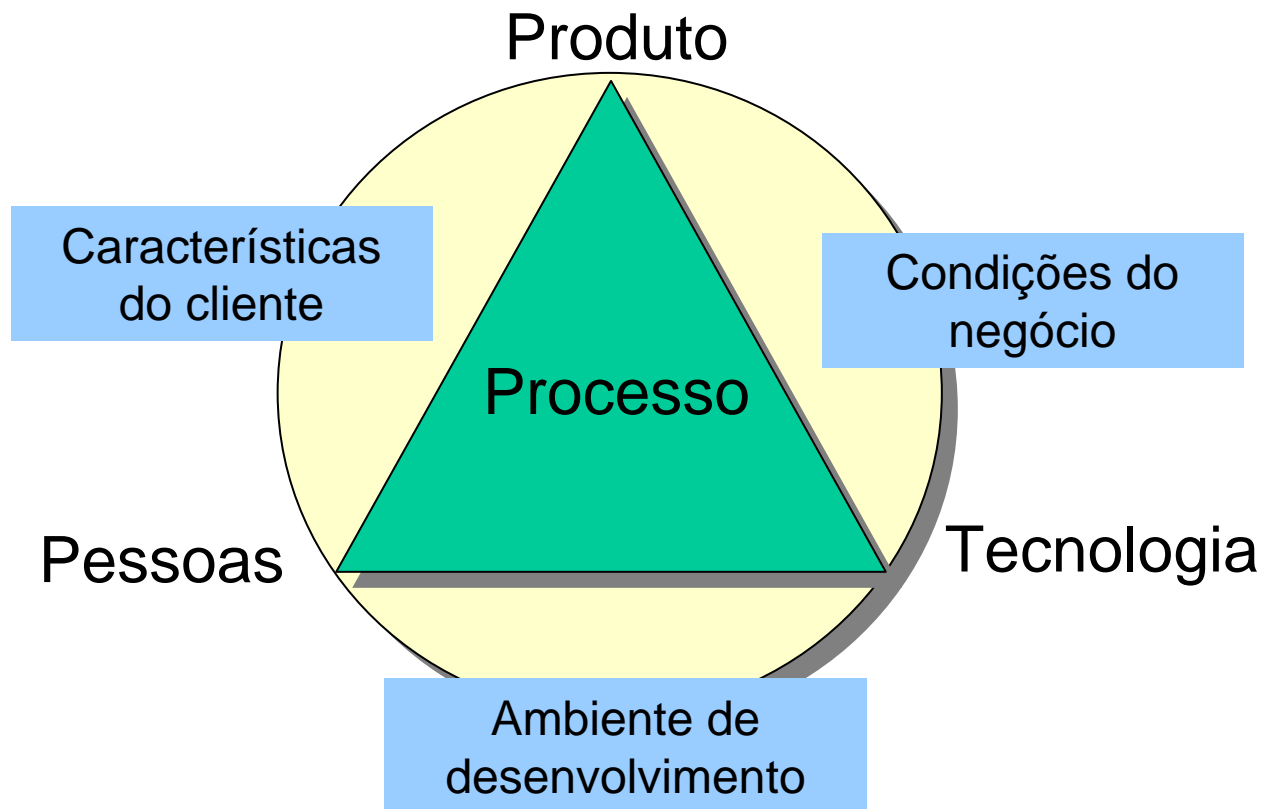 Produto
Características
do cliente
Condições do
negócio
Processo
Pessoas
Tecnologia
Ambiente de
desenvolvimento